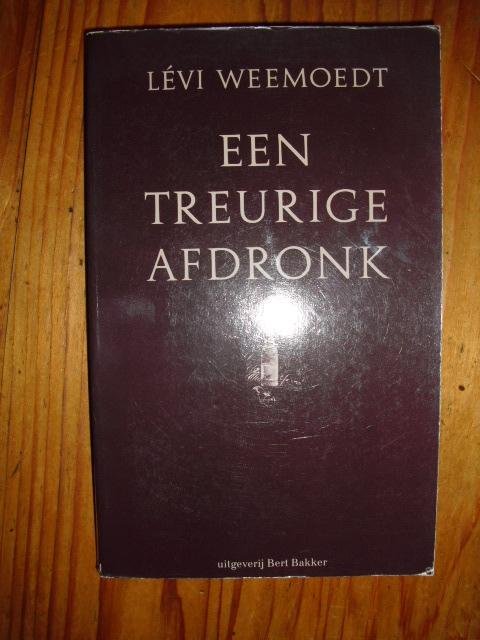 LÉVI WEEMOEDT
EEN
TREURIGE
AFDRONK
uitgeverij Bert Bakker